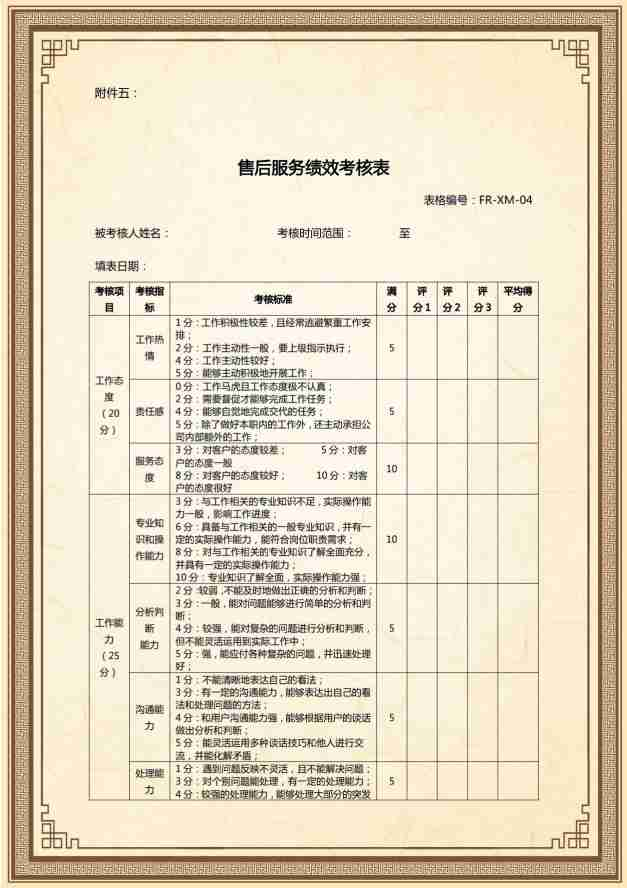 附件五：
售后服务绩效考核表
表格编号：FR-XM-04
被考核人姓名： 考核时间范围： 至
填表日期：
考核项目 考核指标 考核标准 满分 评分1 评分2 评分3 平均得分
工作态度（20分）
工作热情
1分：工作积极性较差，且经常逃避繁重工作安
排；
2分：工作主动性一般，要上级指示执行；
4分：工作主动性较好；
5分：能够主动积极地开展工作；
5
责任感
0分：工作马虎且工作态度极不认真；
2分：需要督促才能够完成工作任务；
4分：能够自觉地完成交代的任务；
5分：除了做好本职内的工作外，还主动承担公
司内部额外的工作；
5
服务态度
3分：对客户的态度较差； 5分：对客
户的态度一般
8分：对客户的态度较好； 10分：对客
户的态度很好
10
工作能力（25分）
专业知识和操作能力
3分：与工作相关的专业知识不足，实际操作能
力一般，影响工作进度；
6分：具备与工作相关的一般专业知识，并有一
定的实际操作能力，能符合岗位职责需求；
8分：对与工作相关的专业知识了解全面充分，
并具有一定的实际操作能力；
10分：专业知识了解全面，实际操作能力强；
10
分析判断能力
2分：较弱，不能及时地做出正确的分析和判断；
3分：一般，能对问题能够进行简单的分析和判
断；
4分：较强，能对复杂的问题进行分析和判断，
但不能灵活运用到实际工作中；
5分：强，能应付各种复杂的问题，并迅速处理
好；
5
沟通能力
1分：不能清晰地表达自己的看法；
3分：有一定的沟通能力，能够表达出自己的看
法和处理问题的方法；
4分：和用户沟通能力强，能够根据用户的谈话
做出分析和判断；
5分：能灵活运用多种谈话技巧和他人进行交
流，并能化解矛盾；
5
处理能力
1分：遇到问题反映不灵活，且不能解决问题；
3分：对个别问题能处理，有一定的处理能力；
4分：较强的处理能力，能够处理大部分的突发
5